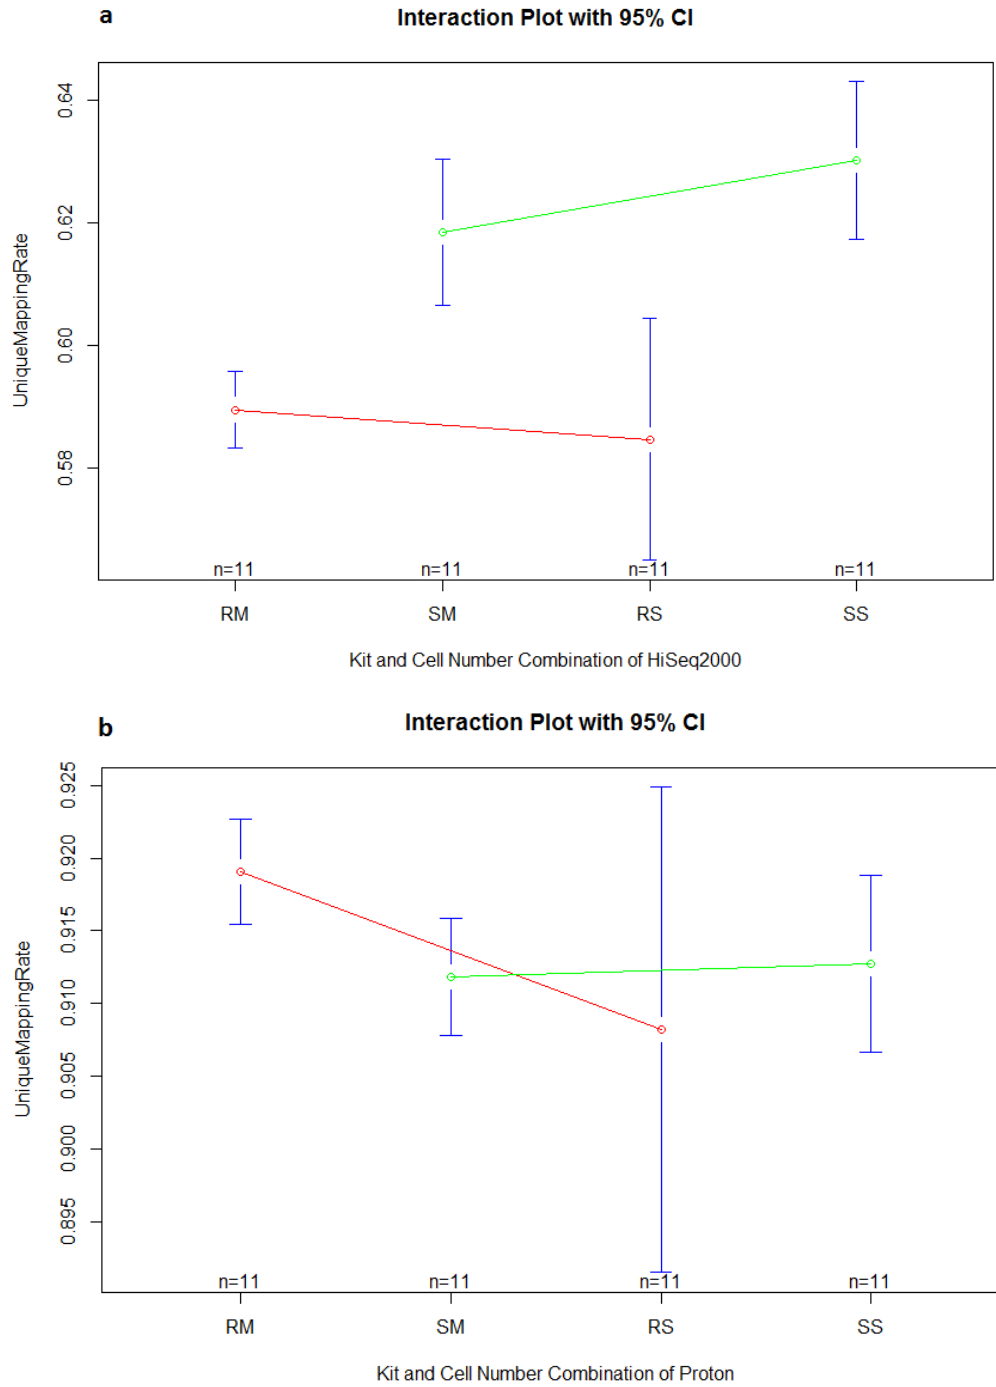 a
Interaction Plot with 95% CI
UniqueMappingRate
0.64
0.62
0.60
0.58
n=11 n=11 n=11 n=11
RM SM RS SS
Kit and Cell Number Combination of HiSeq2000
b
Interaction Plot with 95% CI
UniqueMappingRate
0.925
0.920
0.915
0.910
0.905
0.900
0.895
n=11 n=11 n=11 n=11
RM SM RS SS
Kit and Cell Number Combination of Proton